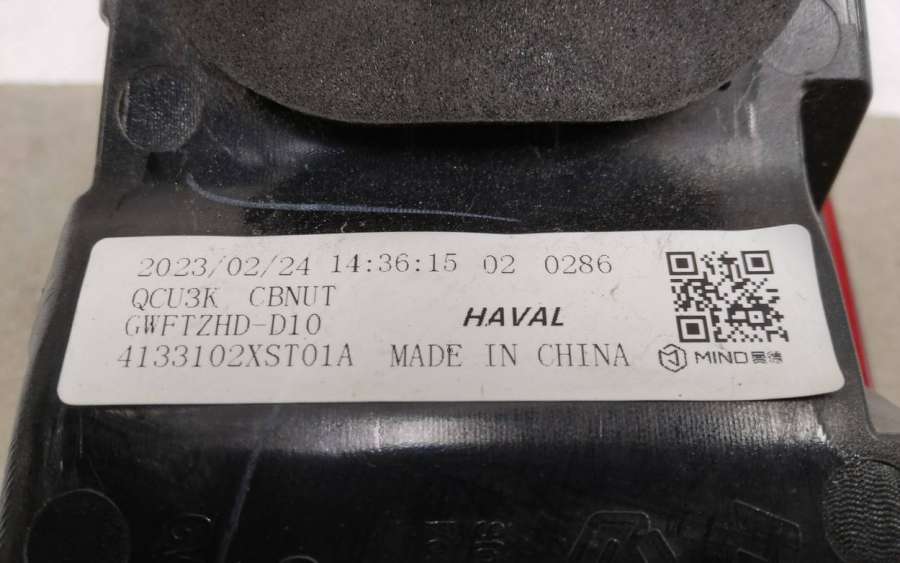 2023/02/24 14:36:15 02 0286
QCU3K CBNUT
GWFTZHD-D10
HAVAL
4133102XST01A MADE IN CHINA
MIND 曼德